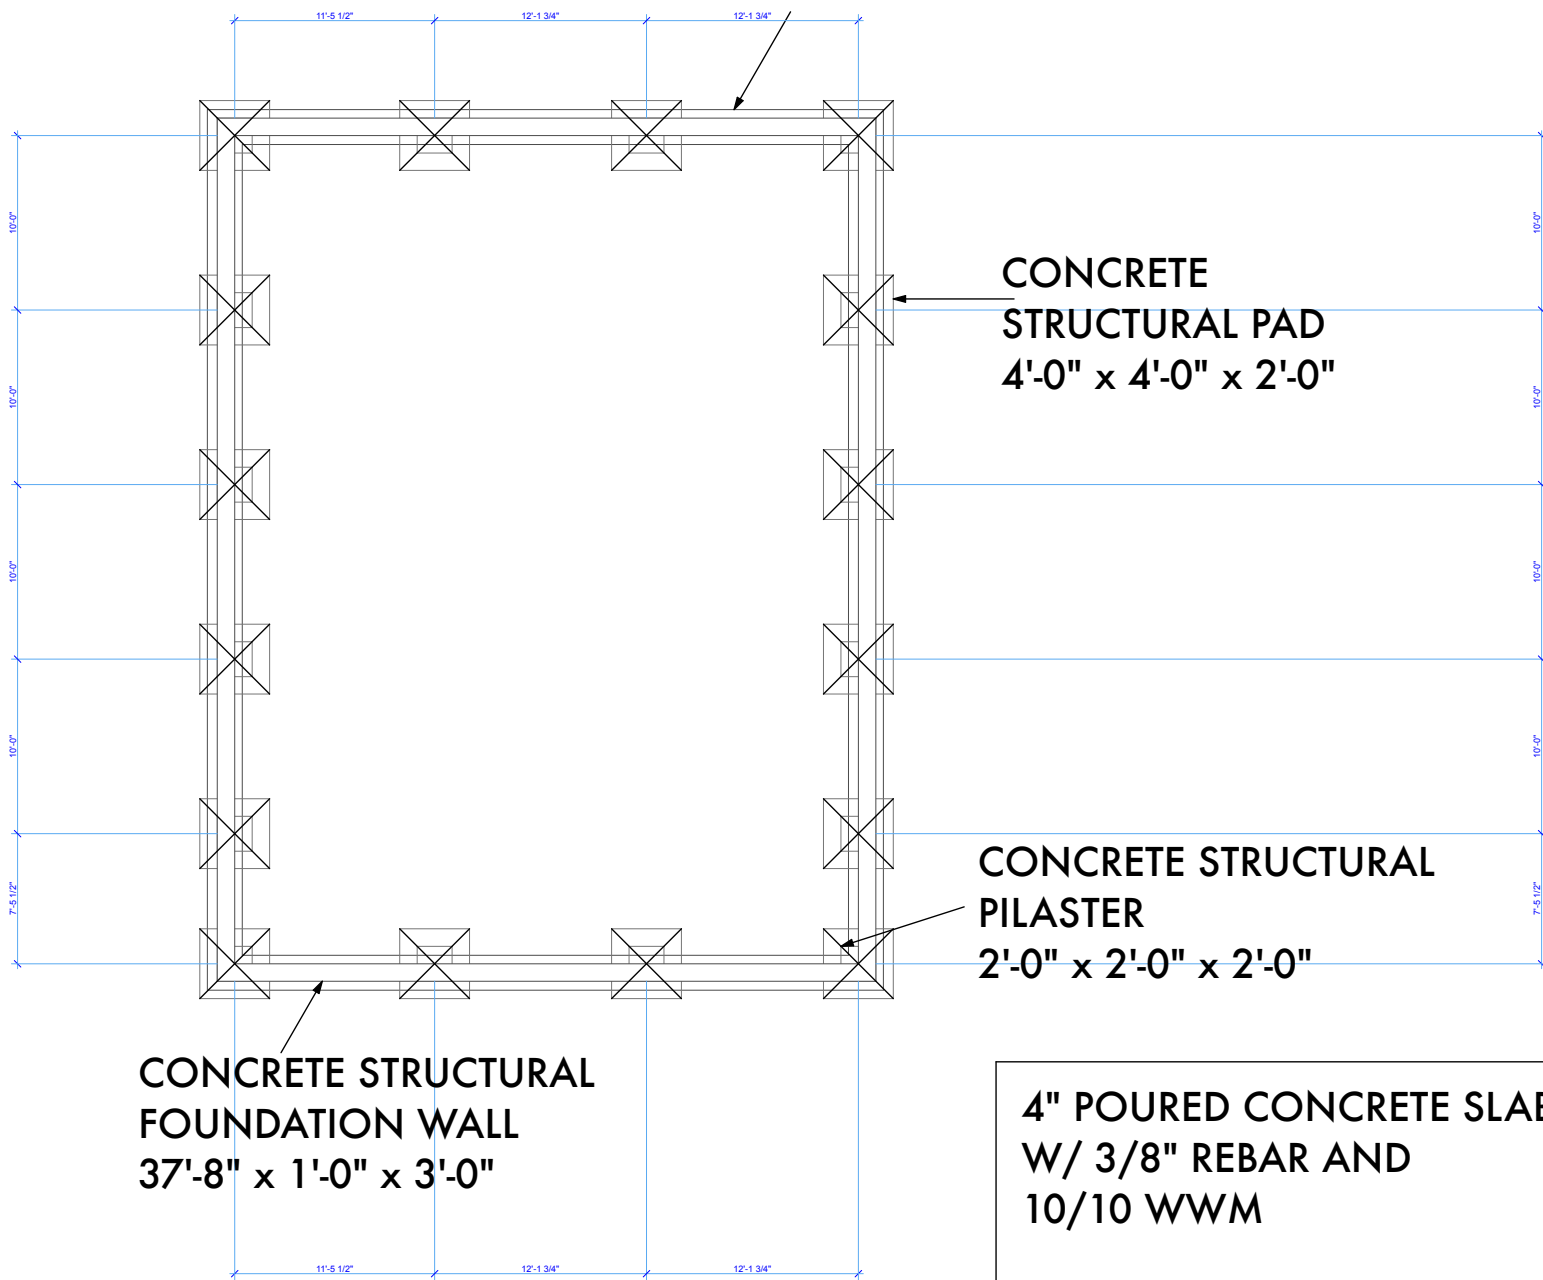 11'-5 1/2" 12'-1 3/4" 12'-1 3/4"
10'-0"
10'-0"
10'-0"
10'-0"
7'-5 1/2"
CONCRETE
STRUCTURAL PAD
4'-0" x 4'-0" x 2'-0"
10'-0"
10'-0"
10'-0"
10'-0"
7'-5 1/2"
CONCRETE STRUCTURAL
PILASTER
2'-0" x 2'-0" x 2'-0"
CONCRETE STRUCTURAL
FOUNDATION WALL
37'-8" x 1'-0" x 3'-0"
4" POURED CONCRETE SLAB
W/ 3/8" REBAR AND
10/10 WWM
11'-5 1/2" 12'-1 3/4" 12'-1 3/4"